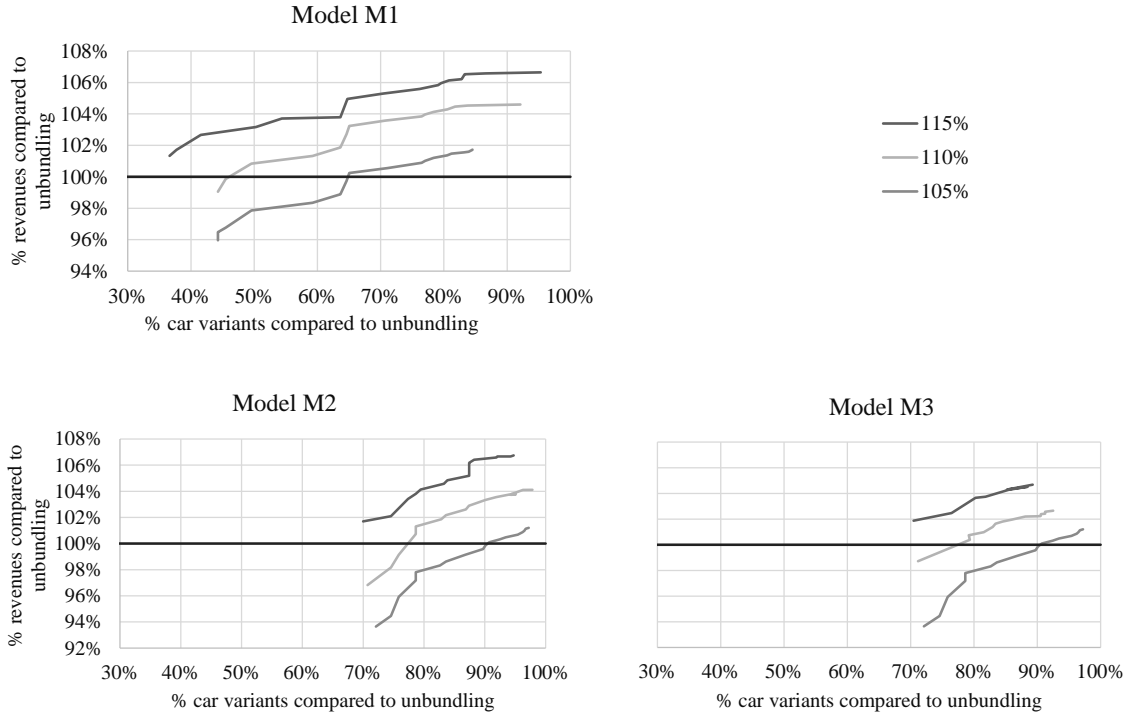 Model M1
108%
106%
104%
102%
100%
98%
96%
94%
% revenues compared to
unbundling
30% 40% 50% 60% 70% 80% 90% 100%
% car variants compared to unbundling
115%
110%
105%
Model M2
108%
106%
104%
102%
100%
98%
96%
94%
92%
% revenues compared to
unbundling
30% 40% 50% 60% 70% 80% 90% 100%
% car variants compared to unbundling
Model M3
30% 40% 50% 60% 70% 80% 90% 100%
% car variants compared to unbundling